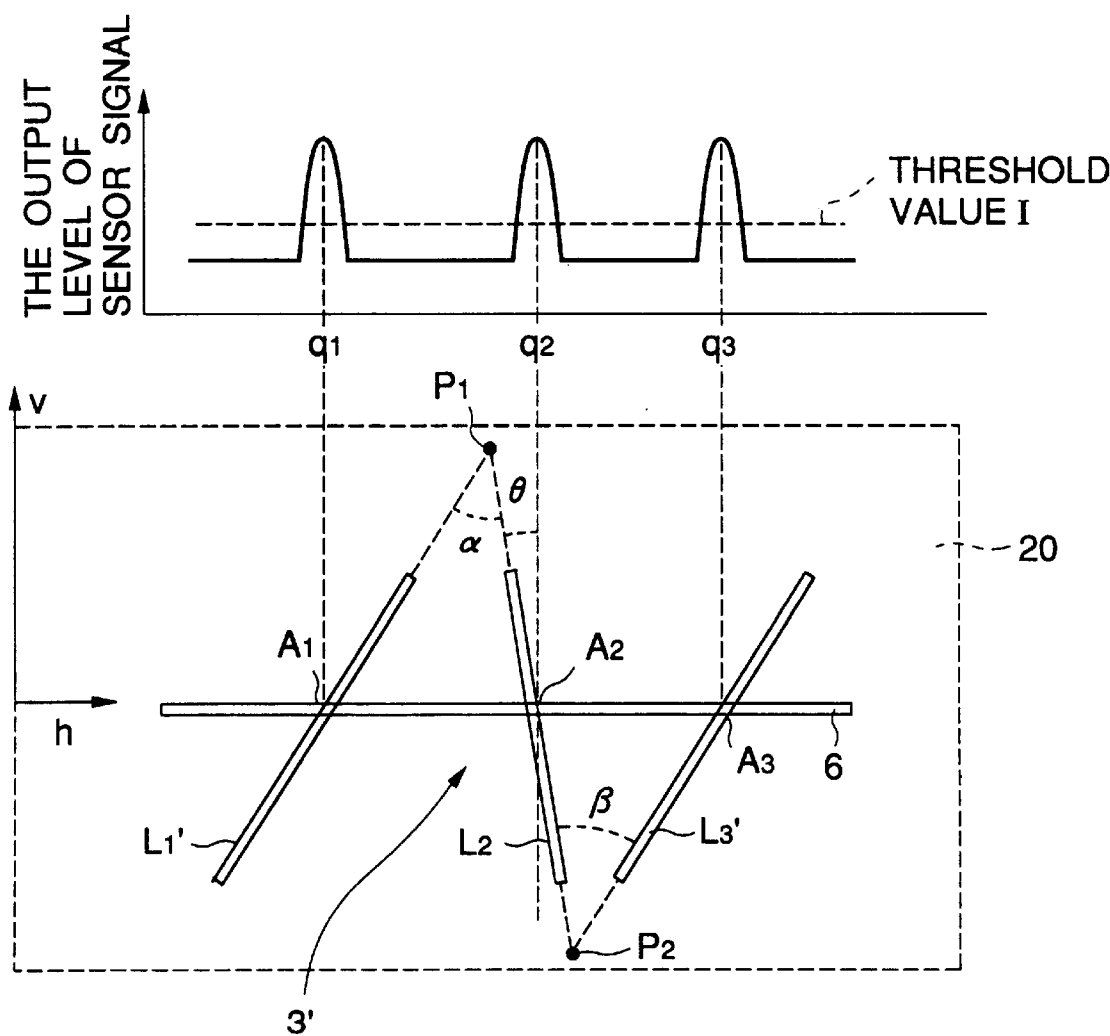 THE OUTPUT
LEVEL OF
SENSOR SIGNAL
THRESHOLD
VALUE I
q1
q2
q3
v
P1
θ
α
20
A1
A2
h
6
A3
β
L1'
L2
L3'
P2
3'